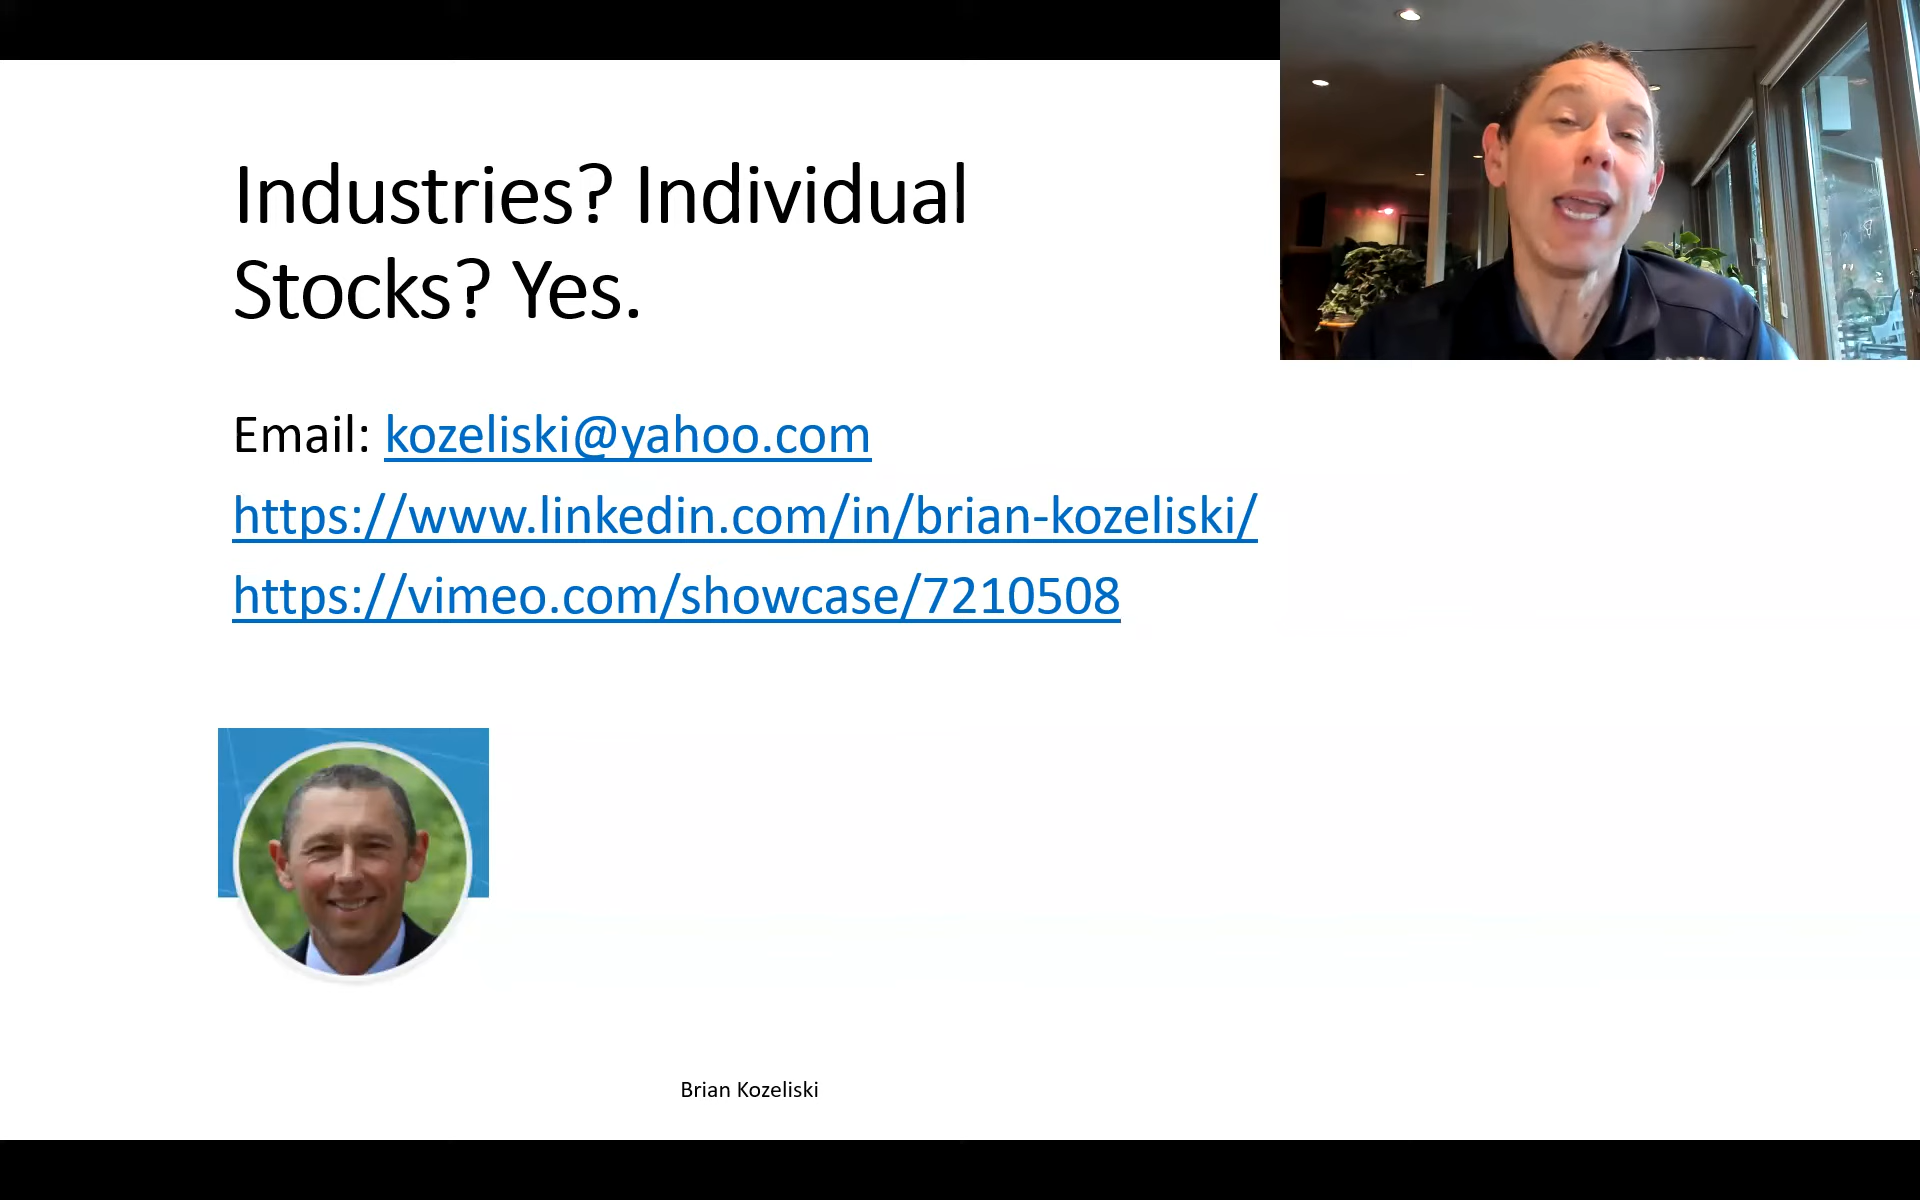 Industries? Individual
Stocks? Yes.
Email: kozeliski@yahoo.com
https://www.linkedin.com/in/brian-kozeliski/
https://vimeo.com/showcase/7210508
Brian Kozeliski